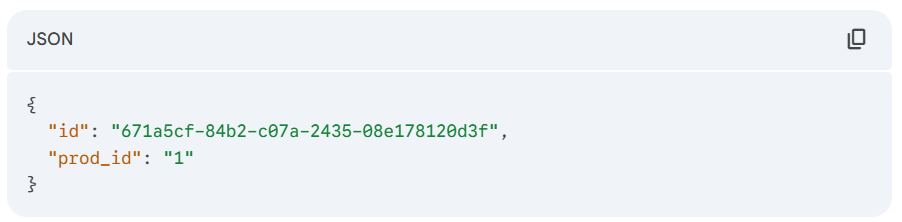 JSON
{
"id": "671a5cf-84b2-c07a-2435-08e178120d3f",
"prod_id": "1"
}